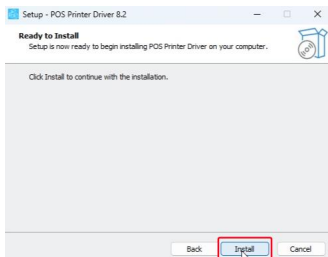 Setup - POS Printer Driver 8.2
Ready to Install
Setup is now ready to begin installing POS Printer Driver on your computer.
Click Install to continue with the installation.
Back Install Cancel